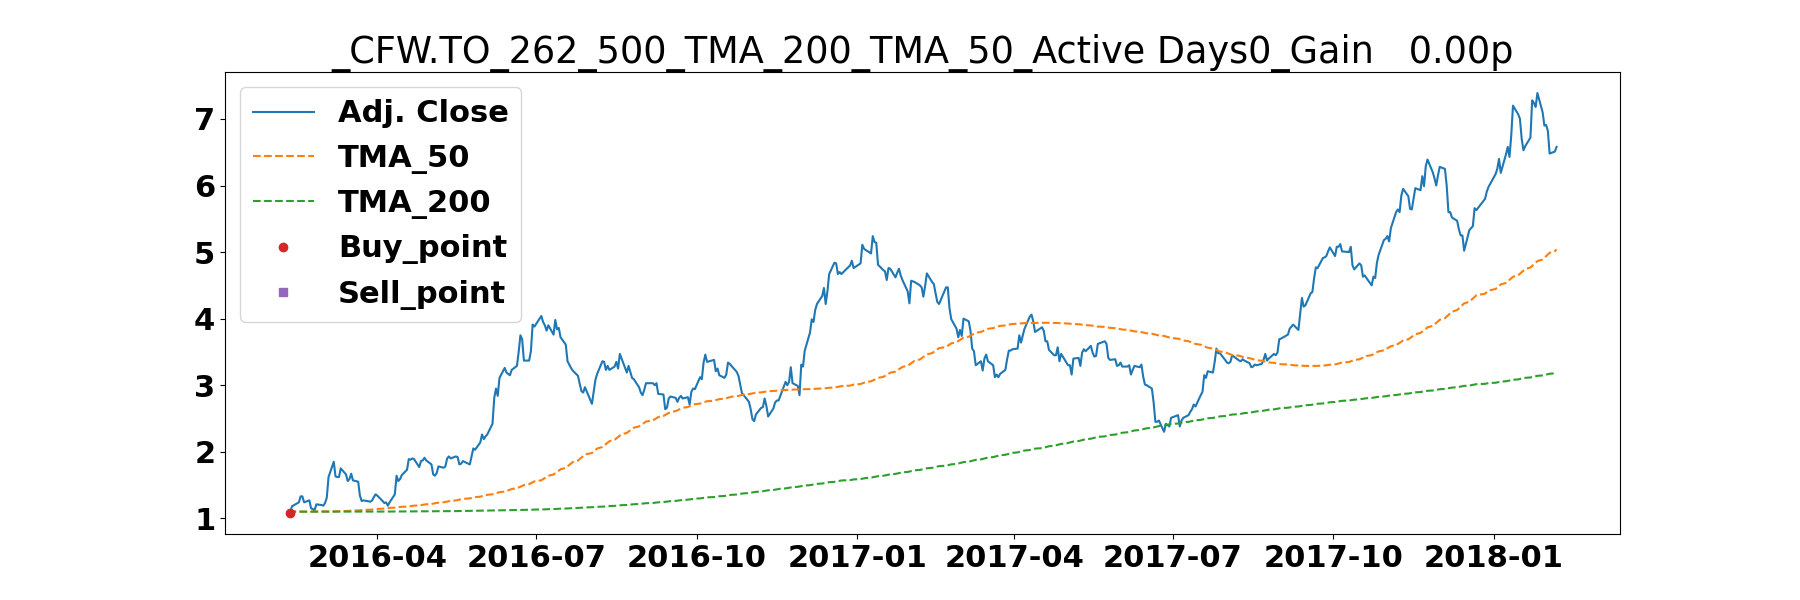 _CFW.TO_262_500_TMA_200_TMA_50_Active Days0_Gain   0.00p
Adj. Close
TMA_50
TMA_200
Buy_point
Sell_point
7
6
5
4
3
2
1
2016-04 2016-07 2016-10 2017-01 2017-04 2017-07 2017-10 2018-01